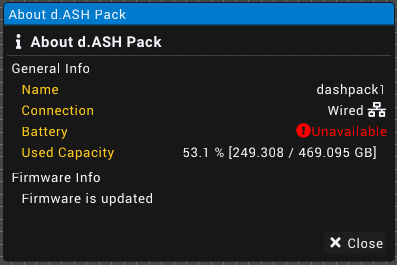 About d.ASH Pack
About d.ASH Pack
General Info
Name dashpack1
Connection Wired
Battery Unavailable
Used Capacity 53.1 % [249.308 / 469.095 GB]
Firmware Info
Firmware is updated
Close